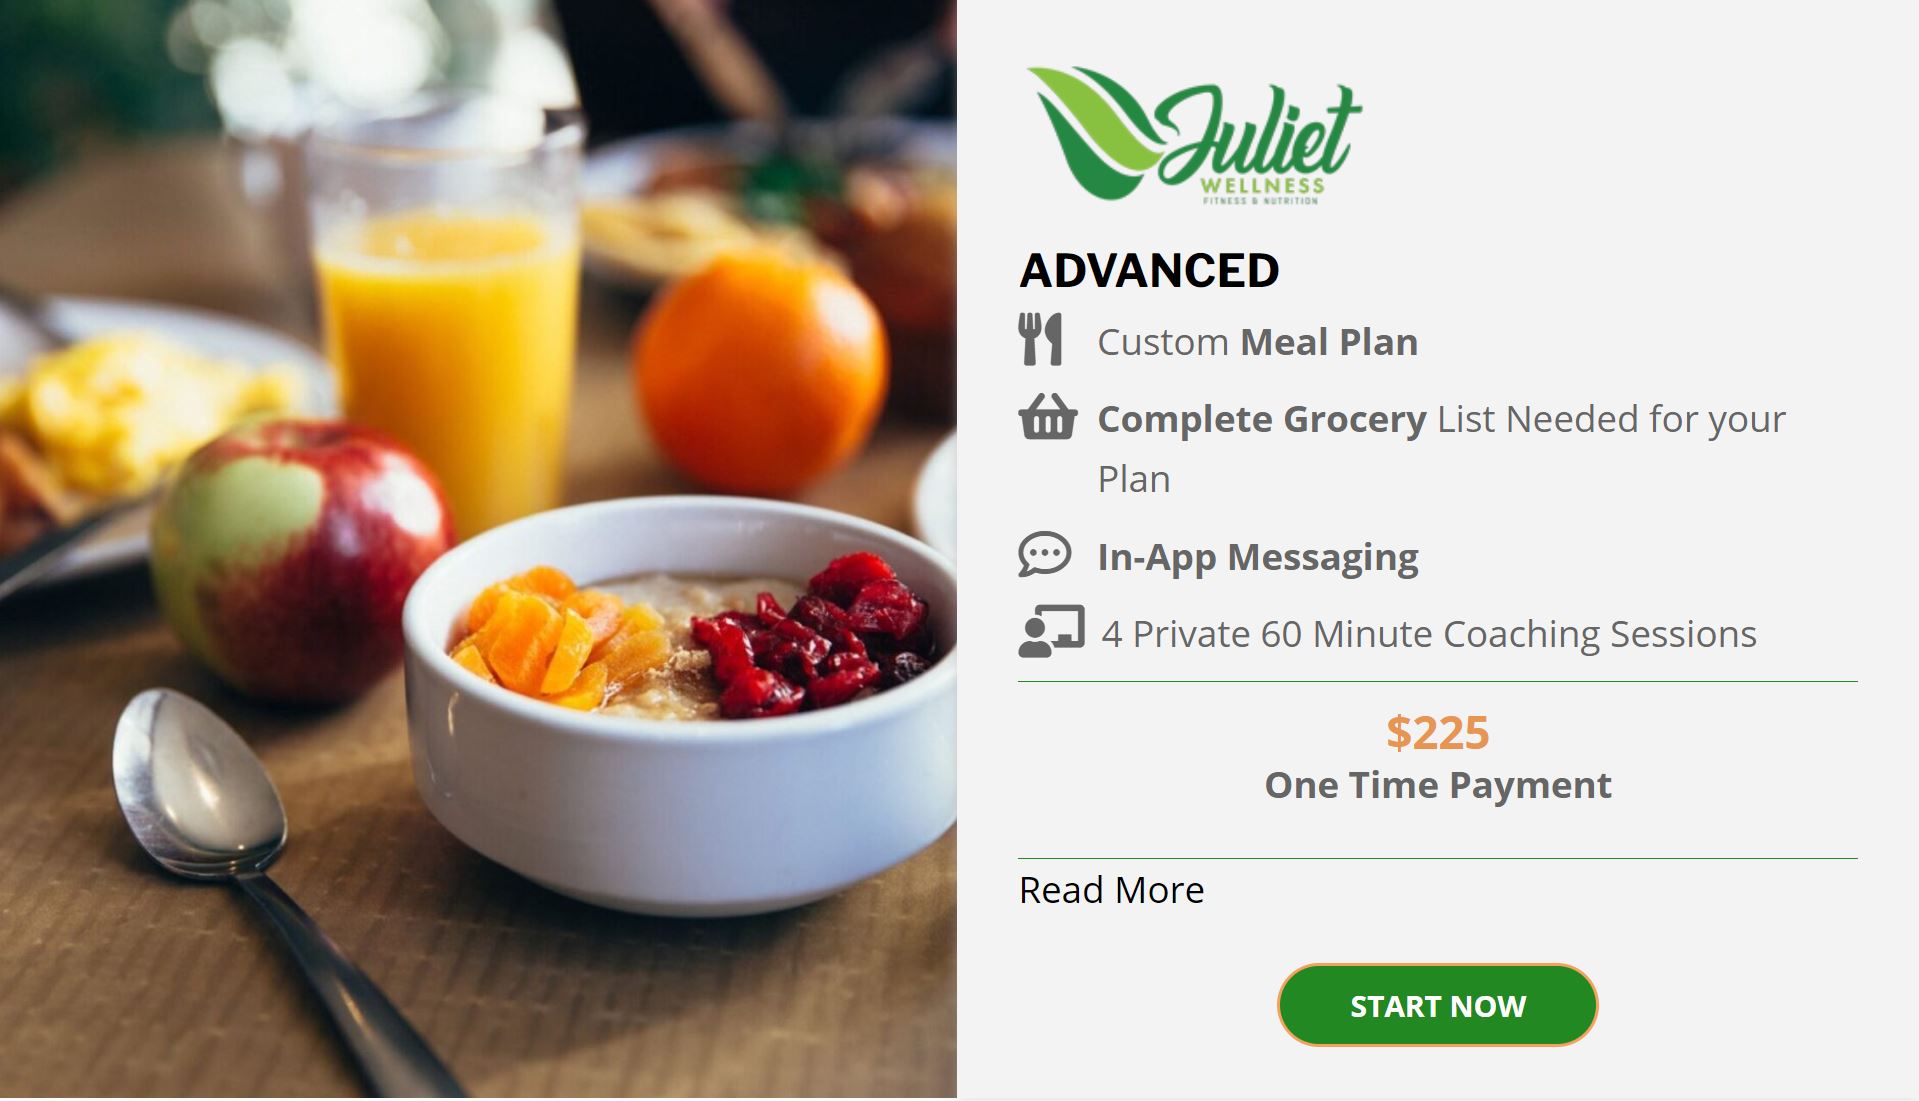 Juliet
WELLNESS
FITNESS & NUTRITION
ADVANCED
Custom Meal Plan
Complete Grocery List Needed for your
Plan
In-App Messaging
4 Private 60 Minute Coaching Sessions
$225
One Time Payment
Read More
START NOW